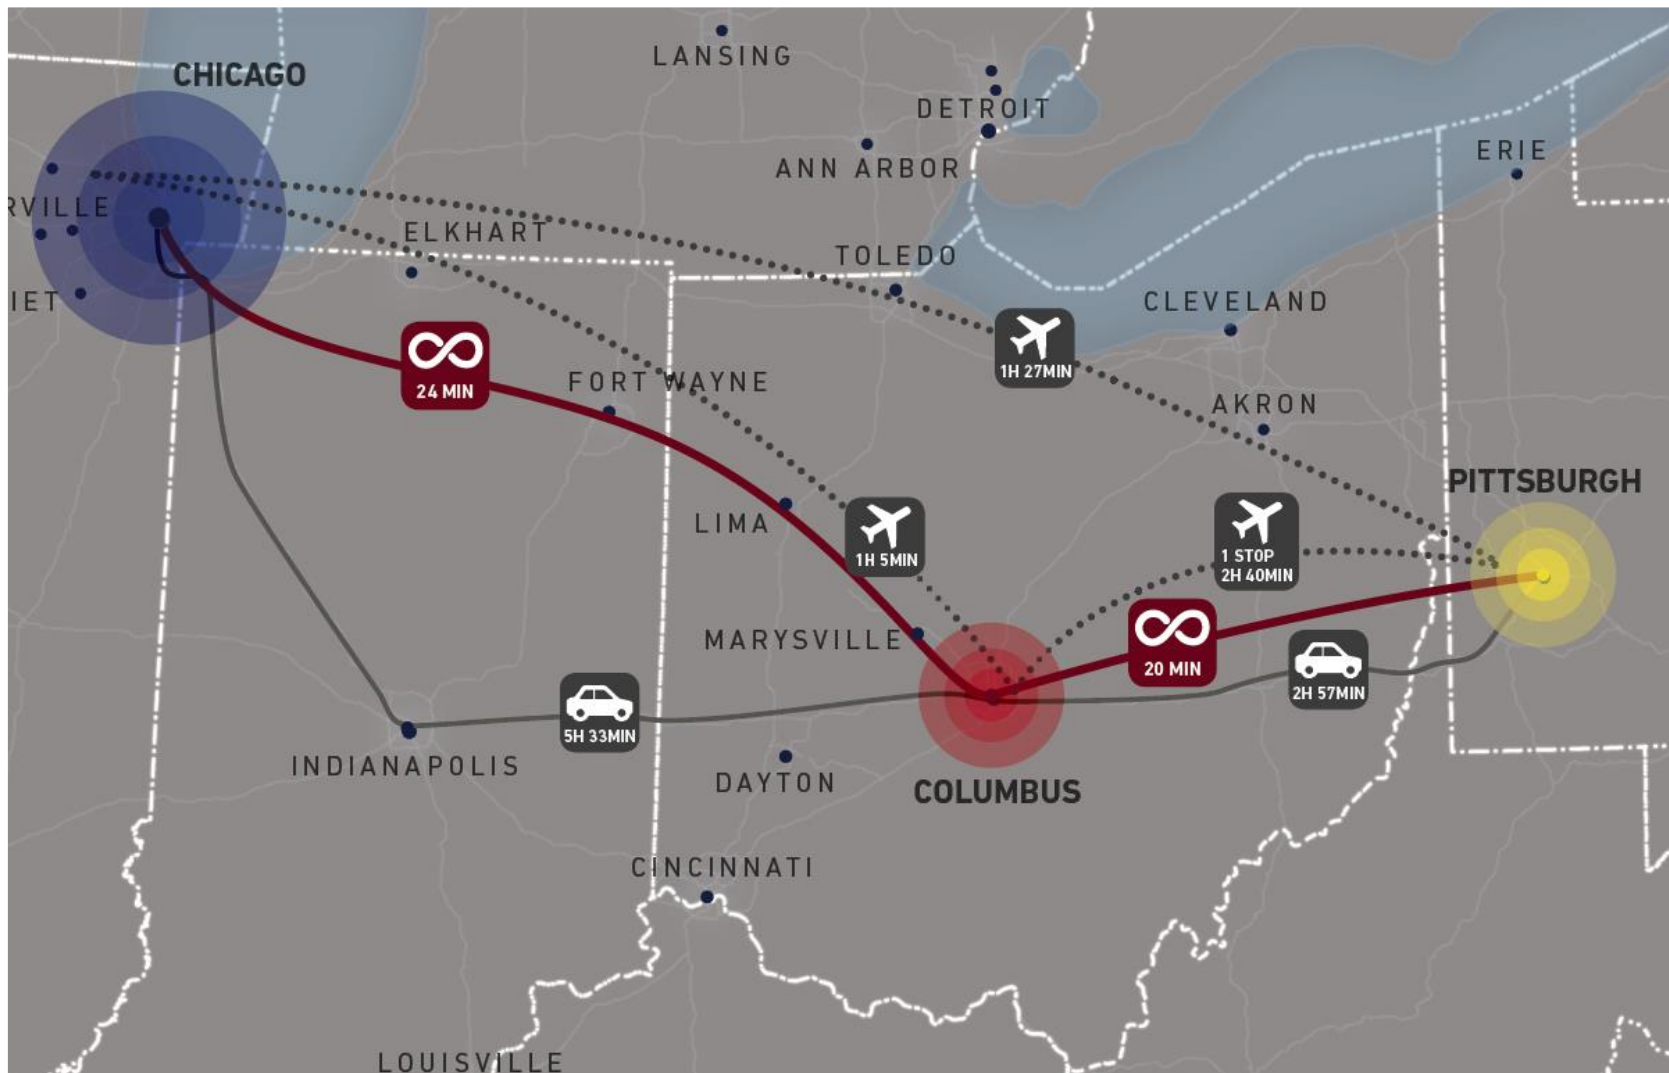 LANSING
CHICAGO
DETROIT
ERIE
ANN ARBOR
RVILLE
ELKHART
TOLEDO
IET
CLEVELAND
24 MIN
FORT WAYNE
1H 27MIN
AKRON
PITTSBURGH
LIMA
1H 5MIN
1 STOP
2H 40MIN
MARYSVILLE
20 MIN
2H 57MIN
5H 33MIN
INDIANAPOLIS
DAYTON
COLUMBUS
CINCINNATI
LOUISVILLE